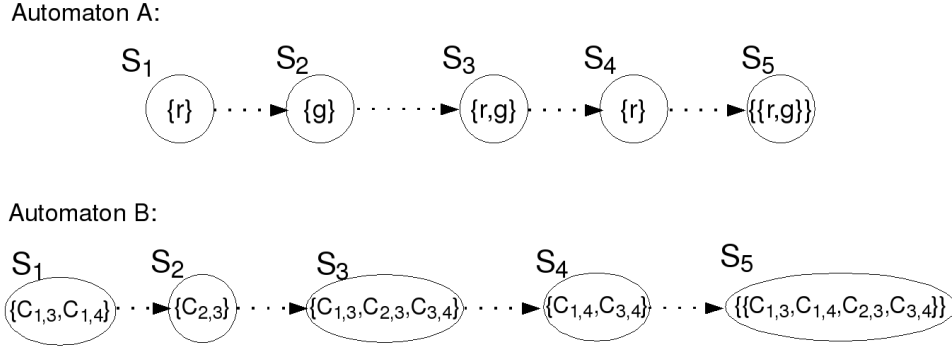 Automaton A:
S1 S2 S3 S4 S5
{r} {g} {r,g} {r} {{r,g}}
Automaton B:
S1 S2 S3 S4 S5
{C1,3,C1,4} {C2,3} {C1,3,C2,3,C3,4} {C1,4,C3,4} {{C1,3,C1,4,C2,3,C3,4}}